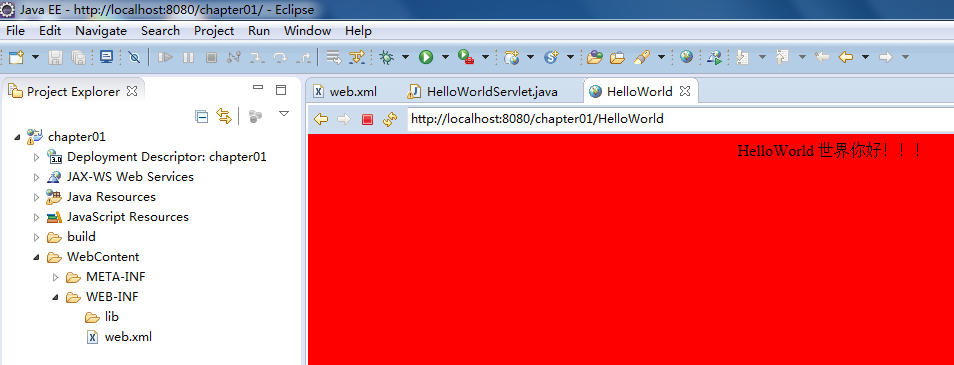 Java EE - http://localhost:8080/chapter01/ - Eclipse
File Edit Navigate Search Project Run Window Help
Project Explorer
web.xml HelloWorldServlet.java HelloWorld
http://localhost:8080/chapter01/HelloWorld
HelloWorld 世界你好！！！
chapter01
3.0 Deployment Descriptor: chapter01
JAX-WS Web Services
Java Resources
JavaScript Resources
build
WebContent
META-INF
WEB-INF
lib
web.xml